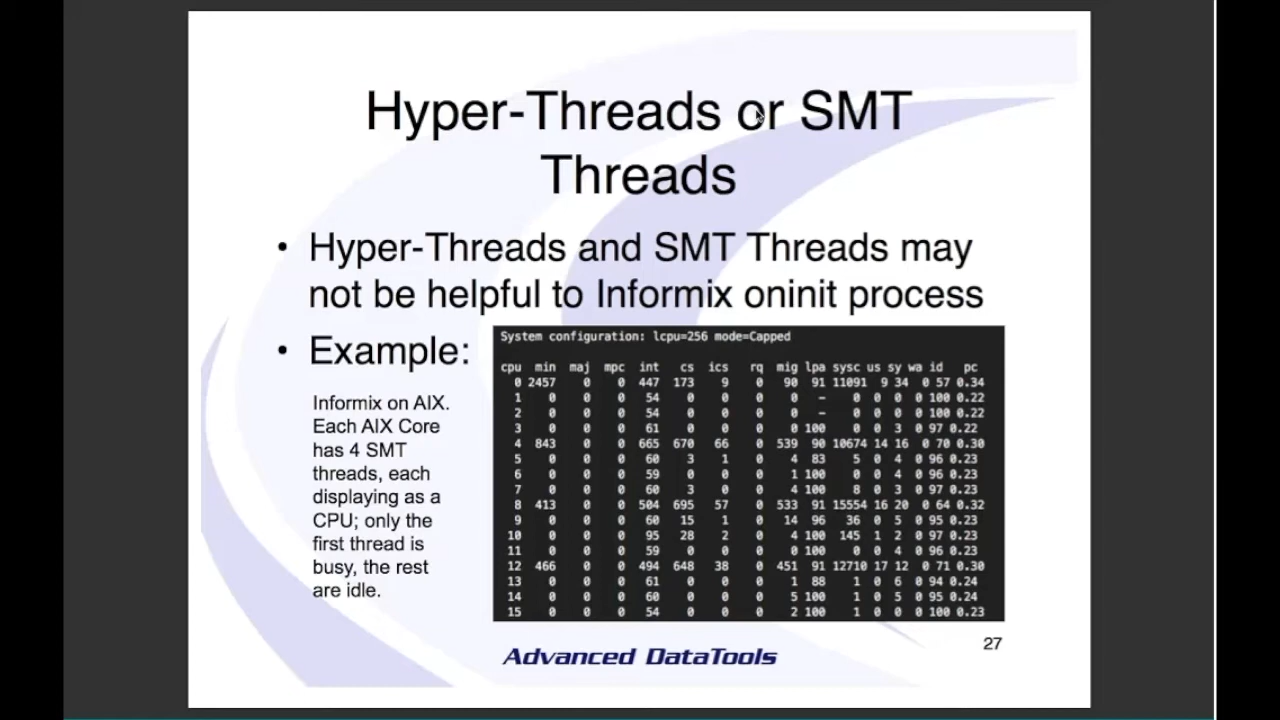 Hyper-Threads or SMT
Threads
• Hyper-Threads and SMT Threads may
not be helpful to Informix oninit process
• Example:
Informix on AIX.
Each AIX Core
has 4 SMT
threads, each
displaying as a
CPU; only the
first thread is
busy, the rest
are idle.
System configuration: lcpu=256 mode=Capped
cpu min maj mpc int cs ics rq mig lpa sysc us sy wa id pc
0 2457 0 0 447 173 9 0 90 91 11091 9 34 0 57 0.34
1 0 0 0 54 0 0 0 0 - 0 0 0 0 100 0.22
2 0 0 0 54 0 0 0 0 - 0 0 0 0 100 0.22
3 0 0 0 61 0 0 0 0 100 0 0 3 0 97 0.22
4 843 0 0 665 670 66 0 539 90 10674 14 16 0 70 0.30
5 0 0 0 60 3 1 0 4 83 5 0 4 0 96 0.23
6 0 0 0 59 0 0 0 1 100 0 0 4 0 96 0.23
7 0 0 0 60 3 0 0 4 100 8 0 3 0 97 0.23
8 413 0 0 504 695 57 0 533 91 15554 16 20 0 64 0.32
9 0 0 0 60 15 1 0 14 96 36 0 5 0 95 0.23
10 0 0 0 95 28 2 0 4 100 145 1 2 0 97 0.23
11 0 0 0 59 0 0 0 0 100 0 0 4 0 96 0.23
12 466 0 0 494 648 38 0 451 91 12710 17 12 0 71 0.30
13 0 0 0 61 0 0 0 1 88 1 0 6 0 94 0.24
14 0 0 0 60 0 0 0 5 100 1 0 5 0 95 0.24
15 0 0 0 54 0 0 0 2 100 1 0 0 0 100 0.23
Advanced DataTools
27